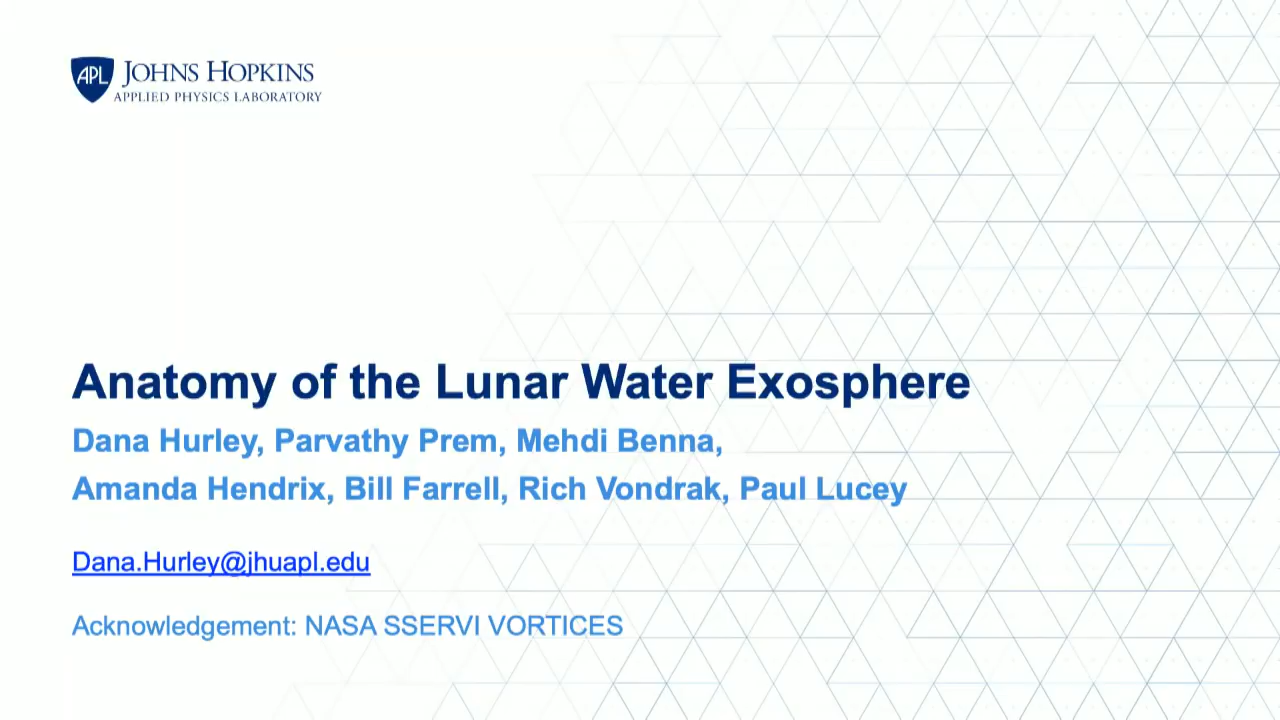 APL JOHNS HOPKINS
APPLIED PHYSICS LABORATORY
Anatomy of the Lunar Water Exosphere
Dana Hurley, Parvathy Prem, Mehdi Benna,
Amanda Hendrix, Bill Farrell, Rich Vondrak, Paul Lucey
Dana.Hurley@jhuapl.edu
Acknowledgement: NASA SSERVI VORTICES